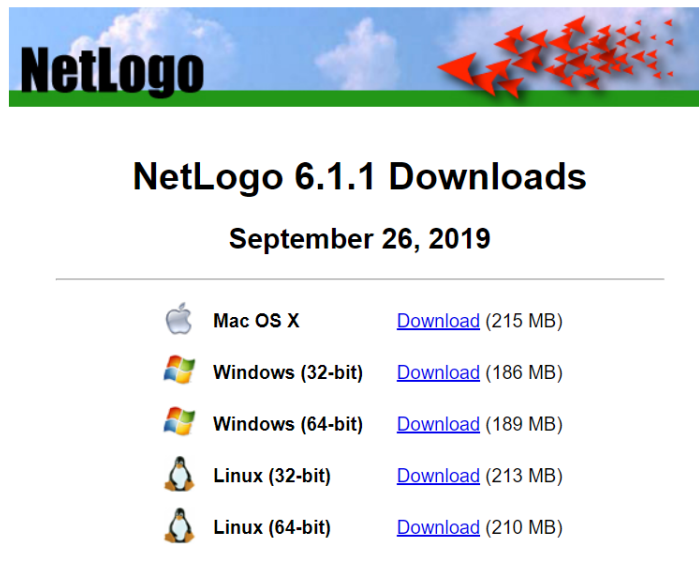 NetLogo
NetLogo 6.1.1 Downloads
September 26, 2019
Mac OS X Download (215 MB)
Windows (32-bit) Download (186 MB)
Windows (64-bit) Download (189 MB)
Linux (32-bit) Download (213 MB)
Linux (64-bit) Download (210 MB)